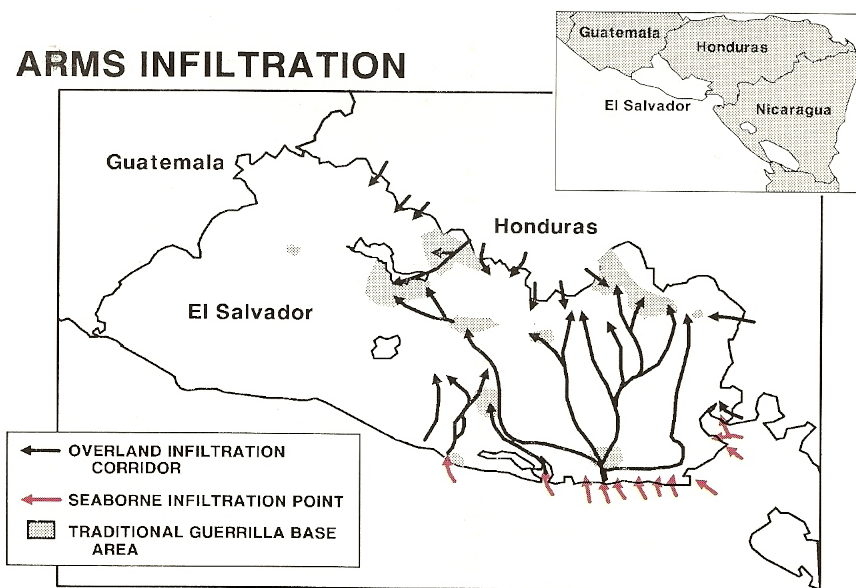 ARMS INFILTRATION
Guatemala
Honduras
El Salvador
Nicaragua
Guatemala
Honduras
El Salvador
OVERLAND INFILTRATION
CORRIDOR
SEABORNE INFILTRATION POINT
TRADITIONAL GUERRILLA BASE
AREA